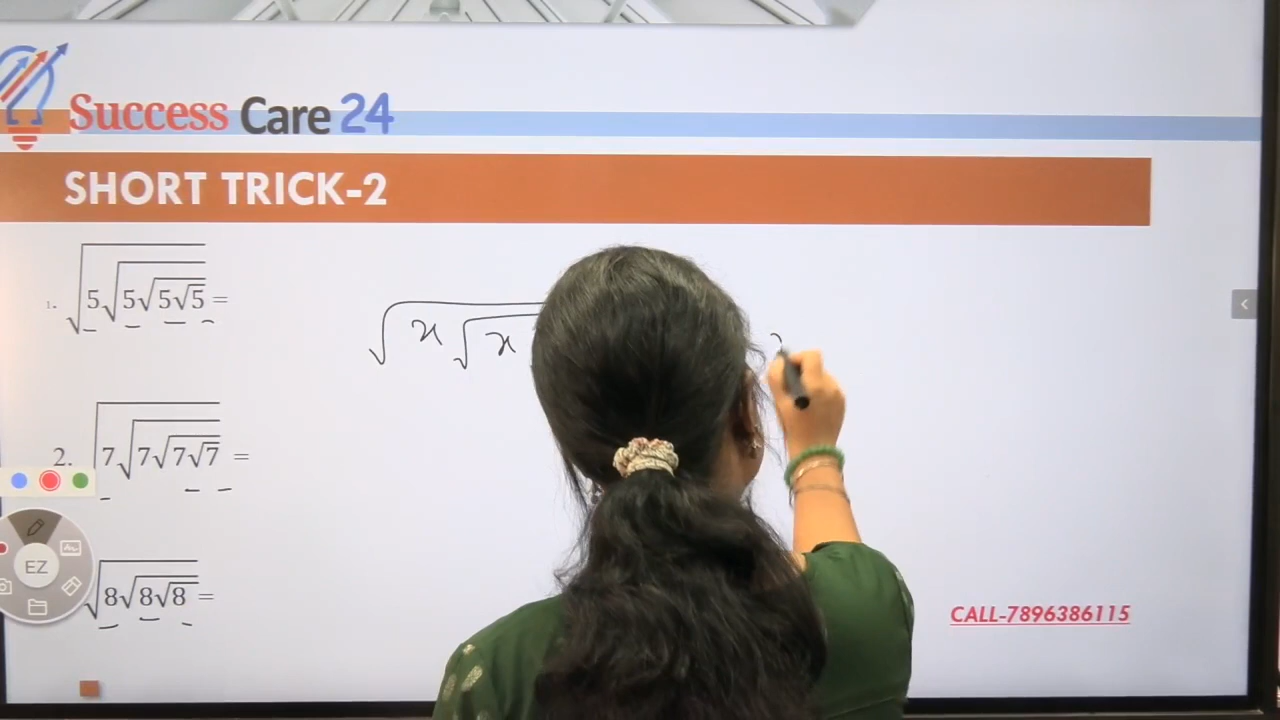 Success Care 24
SHORT TRICK-2
1. √5√5√5√5 =
√x√x
2. √7√7√7√7 =
EZ
√8√8√8 =
CALL-7896386115